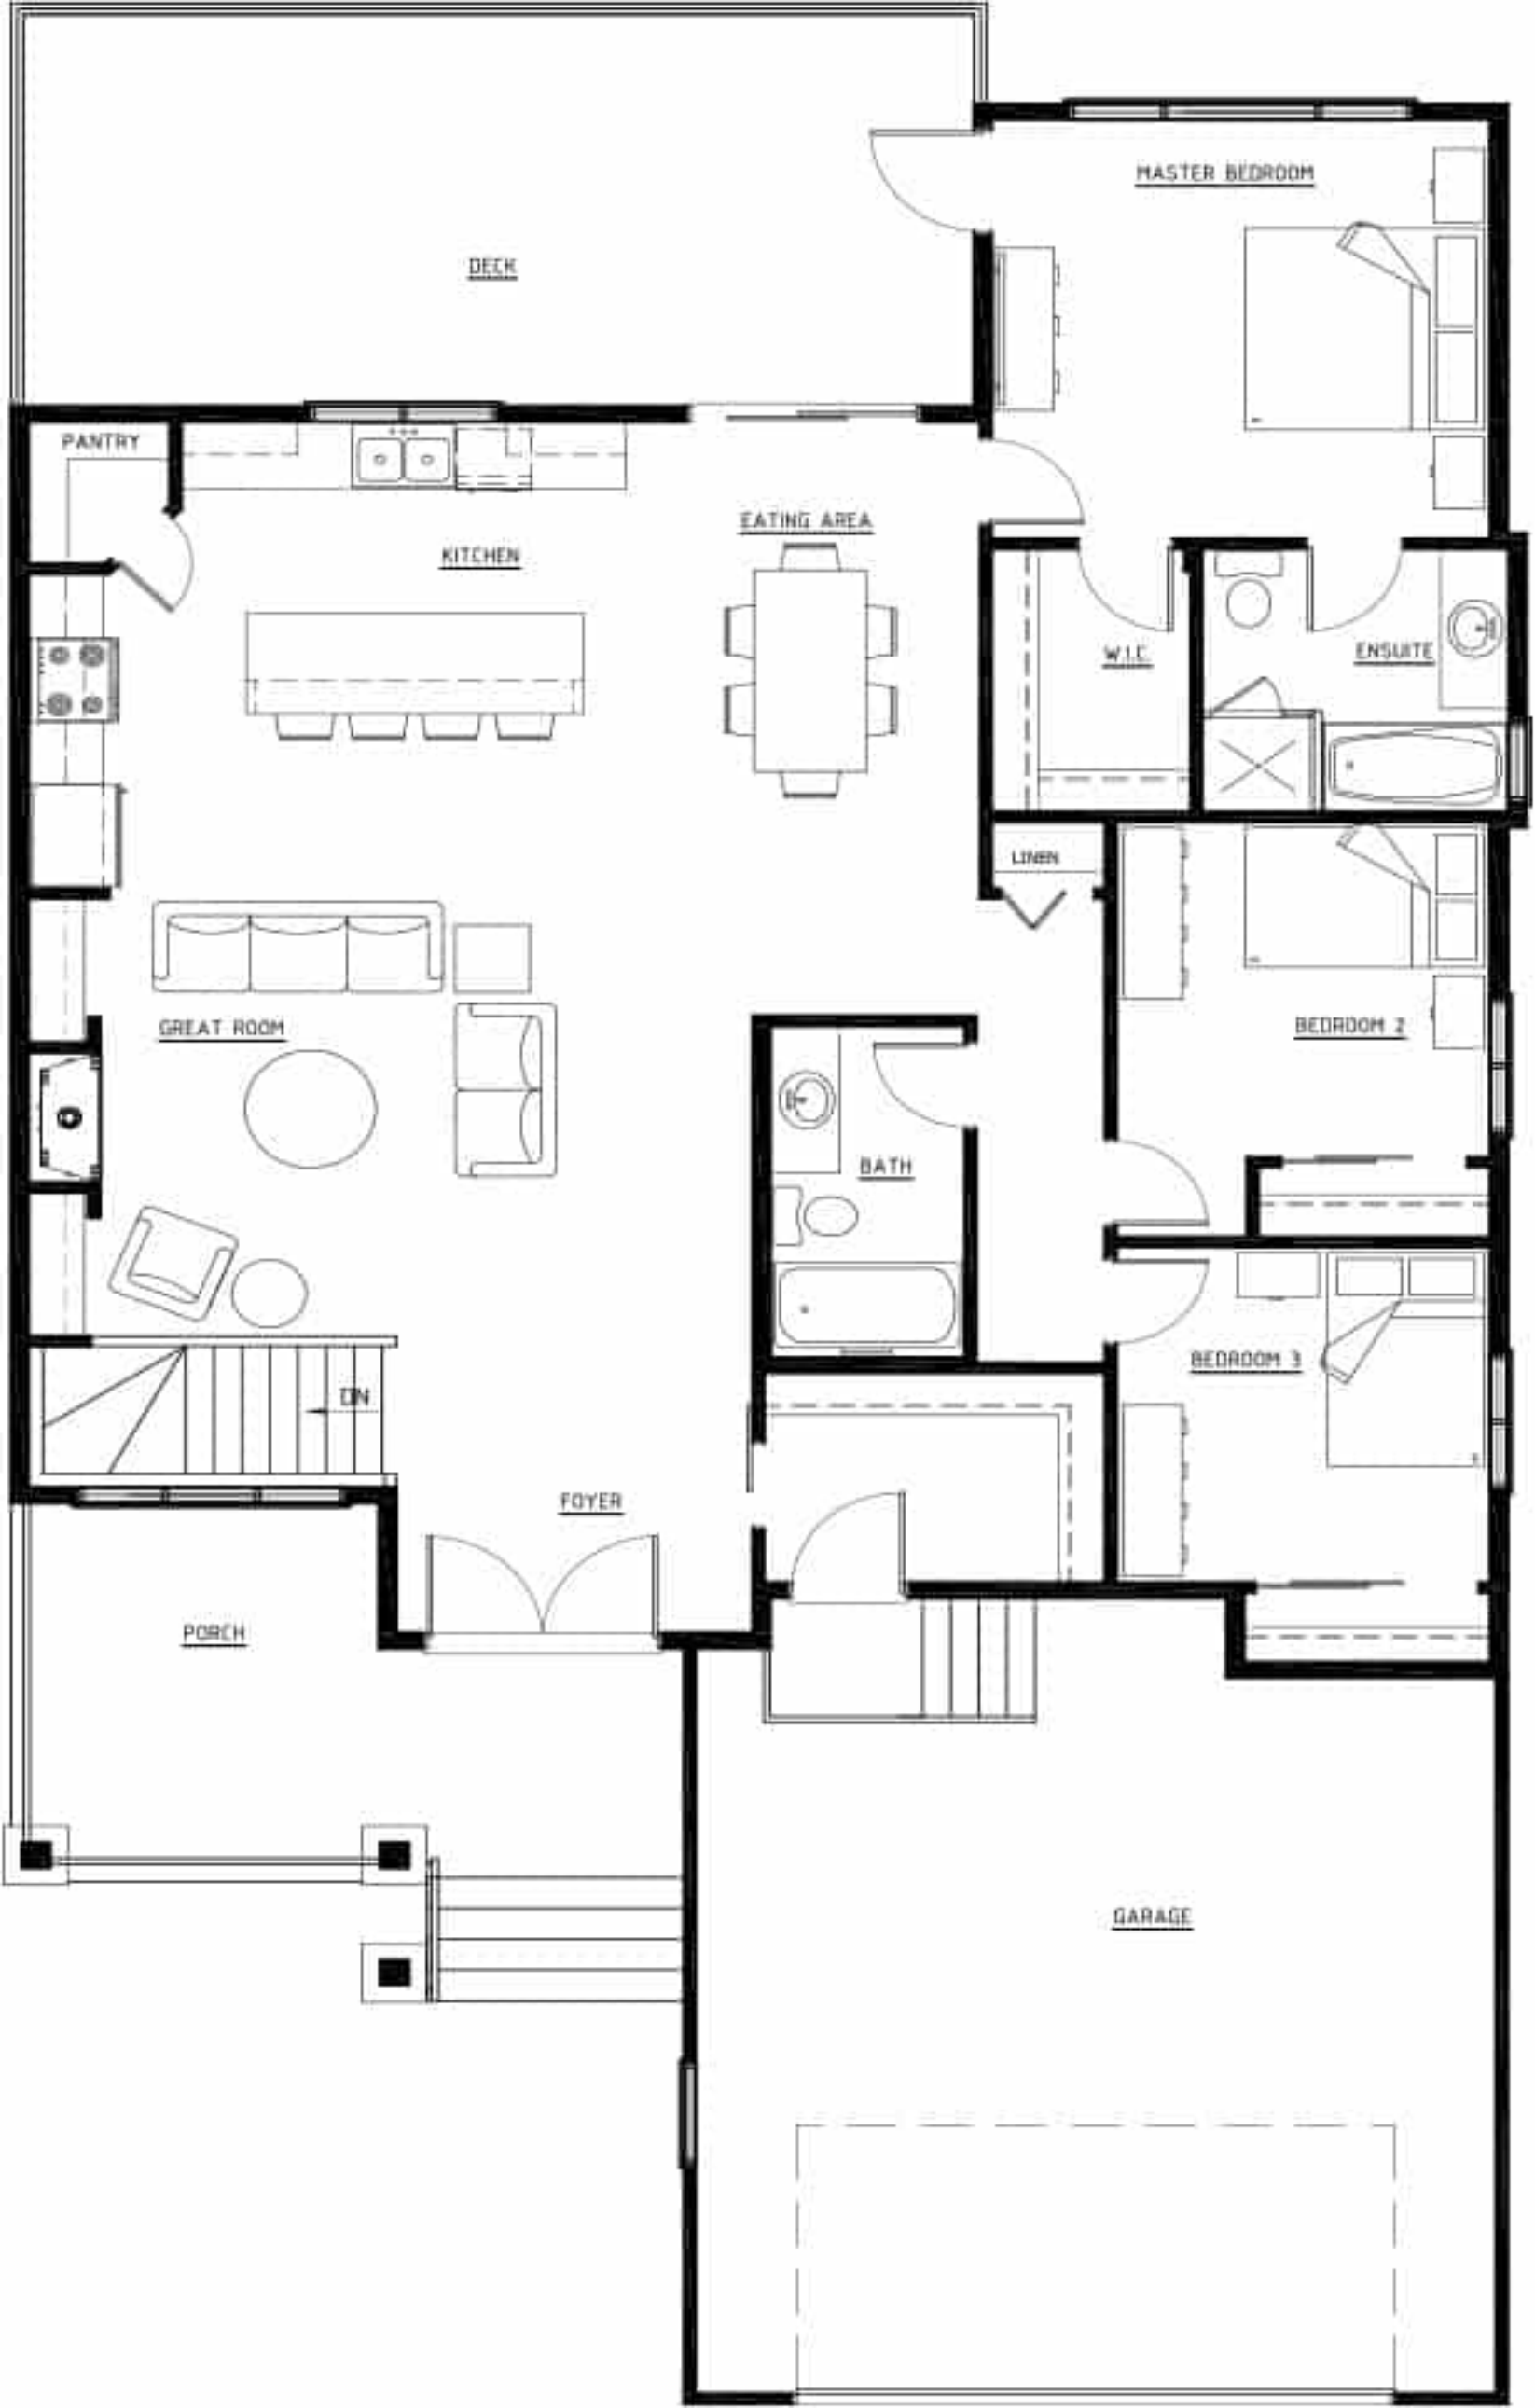 MASTER BEDROOM
DECK
PANTRY
EATING AREA
KITCHEN
W.I.C.
ENSUITE
LINEN
GREAT ROOM
BEDROOM 2
BATH
BEDROOM 3
DN
FOYER
PORCH
GARAGE